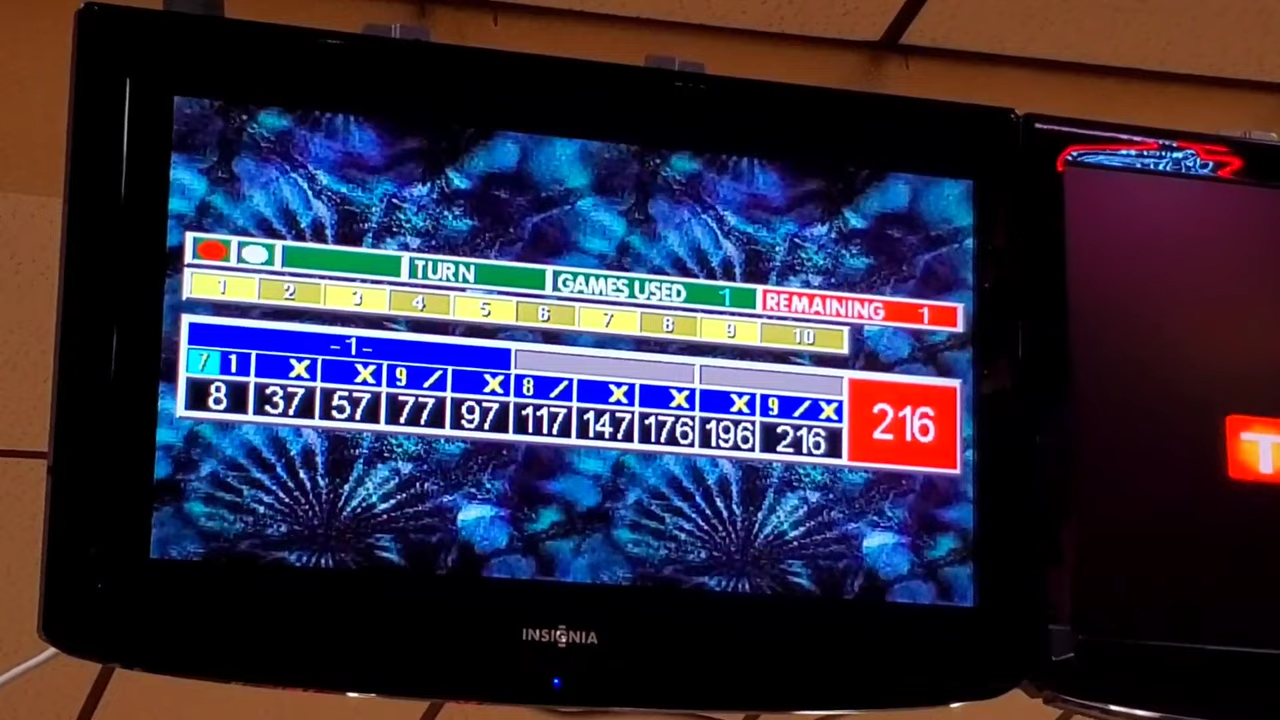 TURN GAMES USED 1 REMAINING 1
1 2 3 4 5 6 7 8 9 10
-1-
7 1 X X 9 / X 8 / X X X 9 / X
8 37 57 77 97 117 147 176 196 216 216
INSIGNIA
T